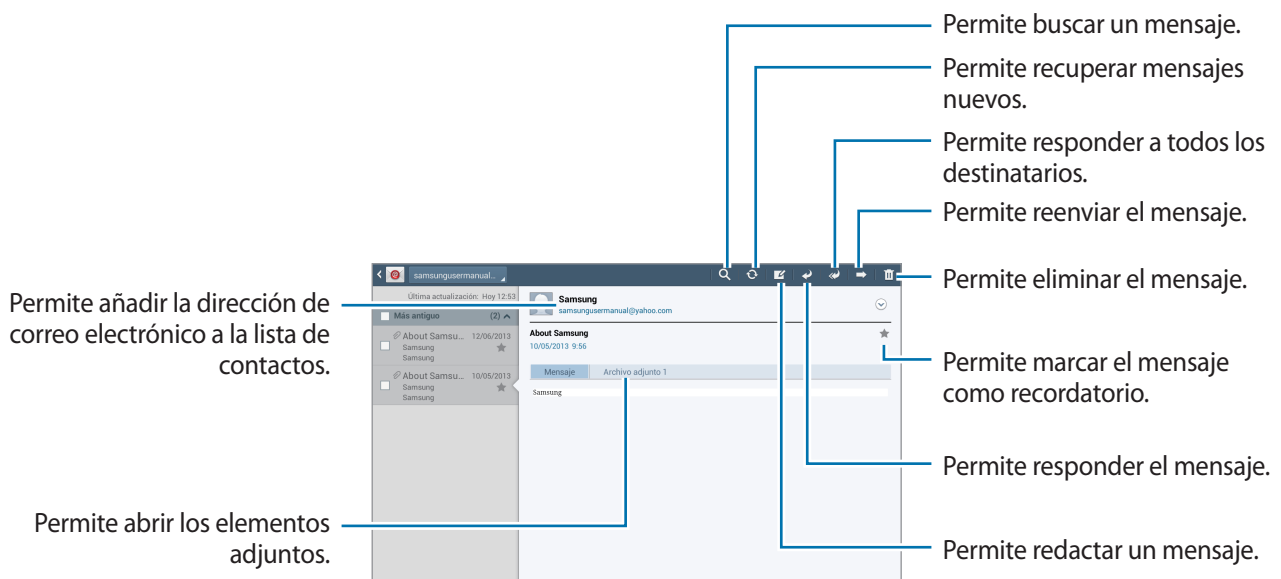 Permite buscar un mensaje.
Permite recuperar mensajes
nuevos.
Permite responder a todos los
destinatarios.
Permite reenviar el mensaje.
Permite eliminar el mensaje.
Permite marcar el mensaje
como recordatorio.
Permite responder el mensaje.
Permite redactar un mensaje.
Permite añadir la dirección de
correo electrónico a la lista de
contactos.
Permite abrir los elementos
adjuntos.
samsungusermanual...
Última actualización: Hoy 12:53
Más antiguo (2)
About Samsu... 12/06/2013
Samsung
Samsung
About Samsu... 10/05/2013
Samsung
Samsung
Samsung
samsungusermanual@yahoo.com
About Samsung
10/05/2013 9:56
Mensaje Archivo adjunto 1
Samsung